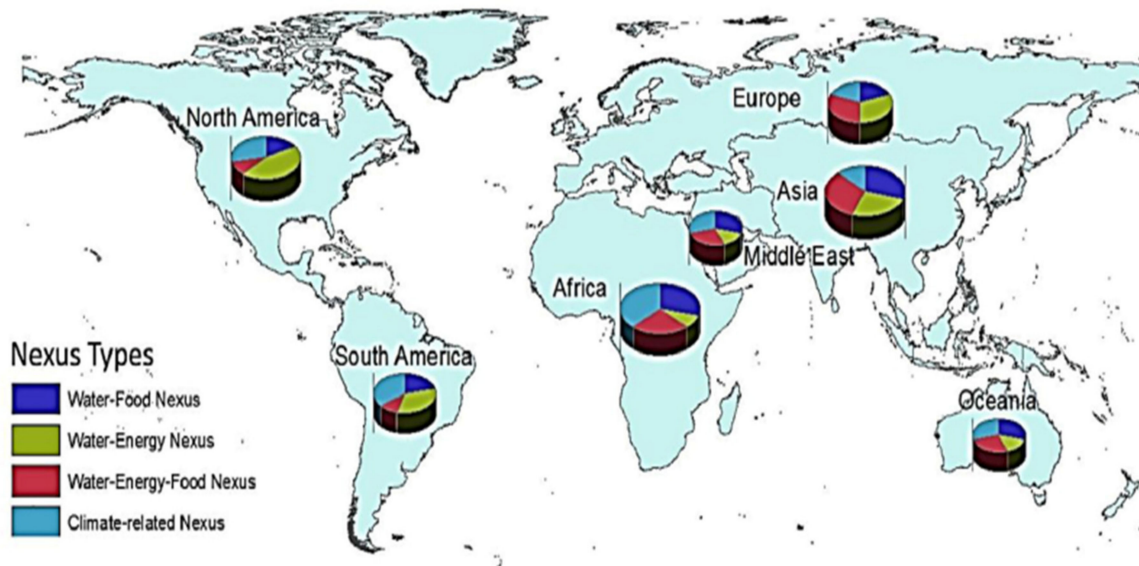 North America
Europe
Asia
Middle East
Africa
South America
Oceania
Nexus Types
Water-Food Nexus
Water-Energy Nexus
Water-Energy-Food Nexus
Climate-related Nexus